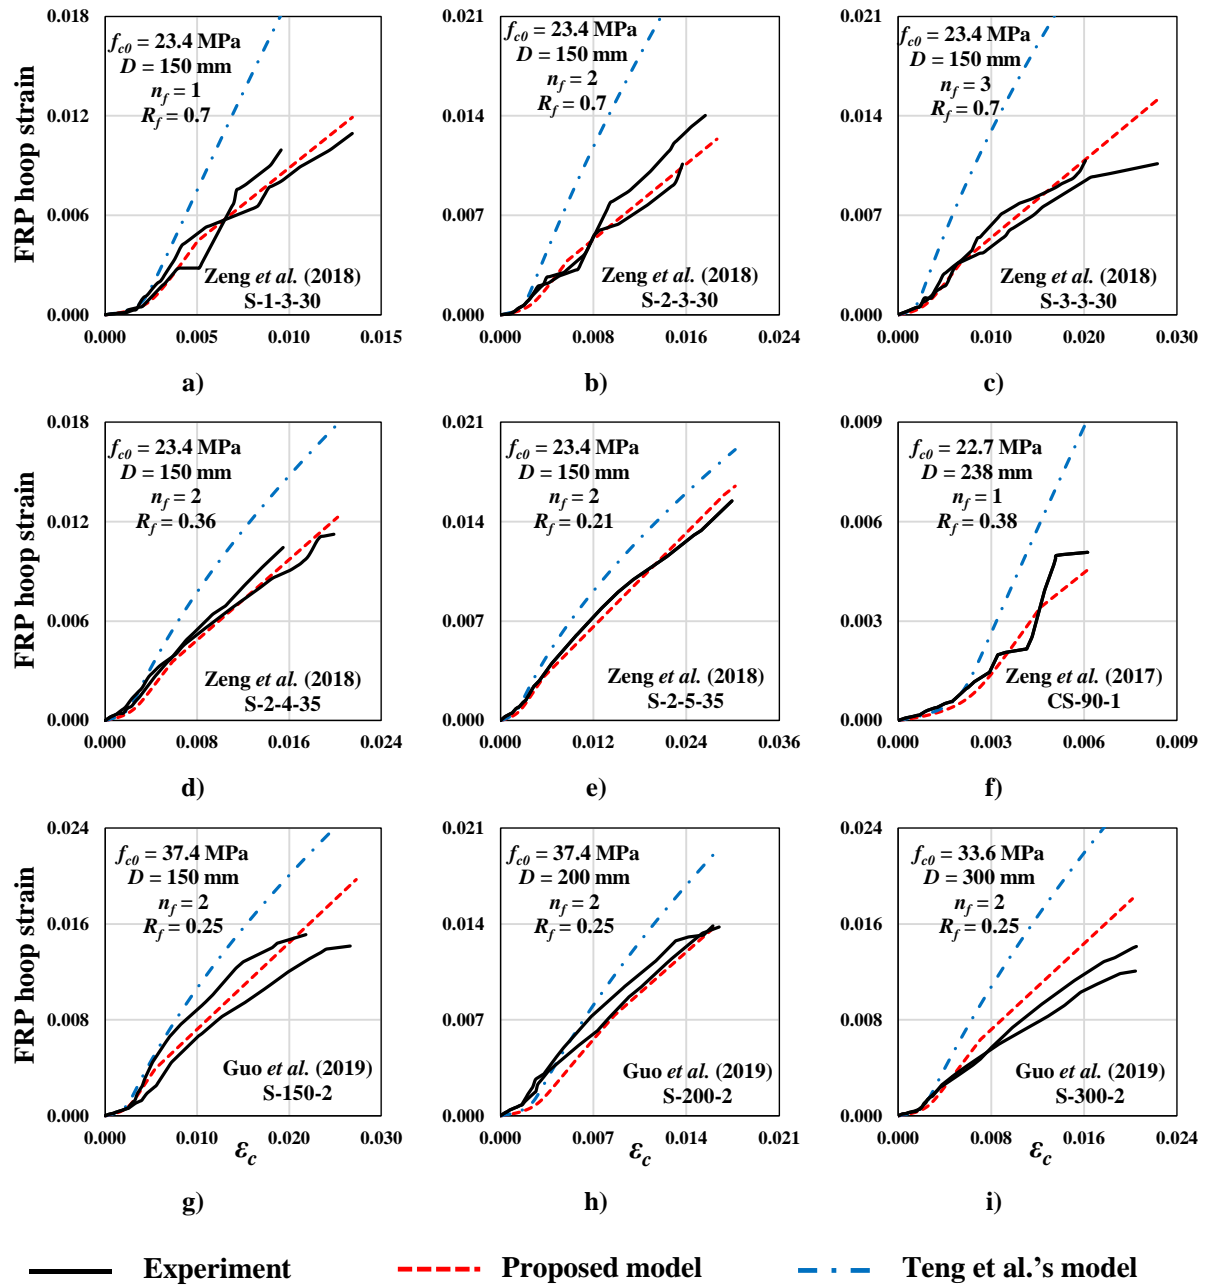 FRP hoop strain
0.018
0.012
0.006
0.000
0.000 0.005 0.010 0.015
f_c0 = 23.4 MPa
D = 150 mm
n_f = 1
R_f = 0.7
Zeng et al. (2018)
S-1-3-30
a)
0.021
0.014
0.007
0.000
0.000 0.008 0.016 0.024
f_c0 = 23.4 MPa
D = 150 mm
n_f = 2
R_f = 0.7
Zeng et al. (2018)
S-2-3-30
b)
0.021
0.014
0.007
0.000
0.000 0.010 0.020 0.030
f_c0 = 23.4 MPa
D = 150 mm
n_f = 3
R_f = 0.7
Zeng et al. (2018)
S-3-3-30
c)
FRP hoop strain
0.018
0.012
0.006
0.000
0.000 0.008 0.016 0.024
f_c0 = 23.4 MPa
D = 150 mm
n_f = 2
R_f = 0.36
Zeng et al. (2018)
S-2-4-35
d)
0.021
0.014
0.007
0.000
0.000 0.012 0.024 0.036
f_c0 = 23.4 MPa
D = 150 mm
n_f = 2
R_f = 0.21
Zeng et al. (2018)
S-2-5-35
e)
0.009
0.006
0.003
0.000
0.000 0.003 0.006 0.009
f_c0 = 22.7 MPa
D = 238 mm
n_f = 1
R_f = 0.38
Zeng et al. (2017)
CS-90-1
f)
FRP hoop strain
0.024
0.016
0.008
0.000
0.000 0.010 0.020 0.030
f_c0 = 37.4 MPa
D = 150 mm
n_f = 2
R_f = 0.25
Guo et al. (2019)
S-150-2
ε_c
g)
0.021
0.014
0.007
0.000
0.000 0.007 0.014 0.021
f_c0 = 37.4 MPa
D = 200 mm
n_f = 2
R_f = 0.25
Guo et al. (2019)
S-200-2
ε_c
h)
0.024
0.016
0.008
0.000
0.000 0.008 0.016 0.024
f_c0 = 33.6 MPa
D = 300 mm
n_f = 2
R_f = 0.25
Guo et al. (2019)
S-300-2
ε_c
i)
Experiment Proposed model Teng et al.'s model